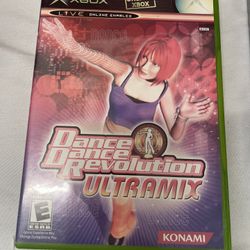 XBOX
LIVE ONLINE ENABLED
XBOX
Dance
Dance
Revolution
ULTRAMIX
E
KONAMI